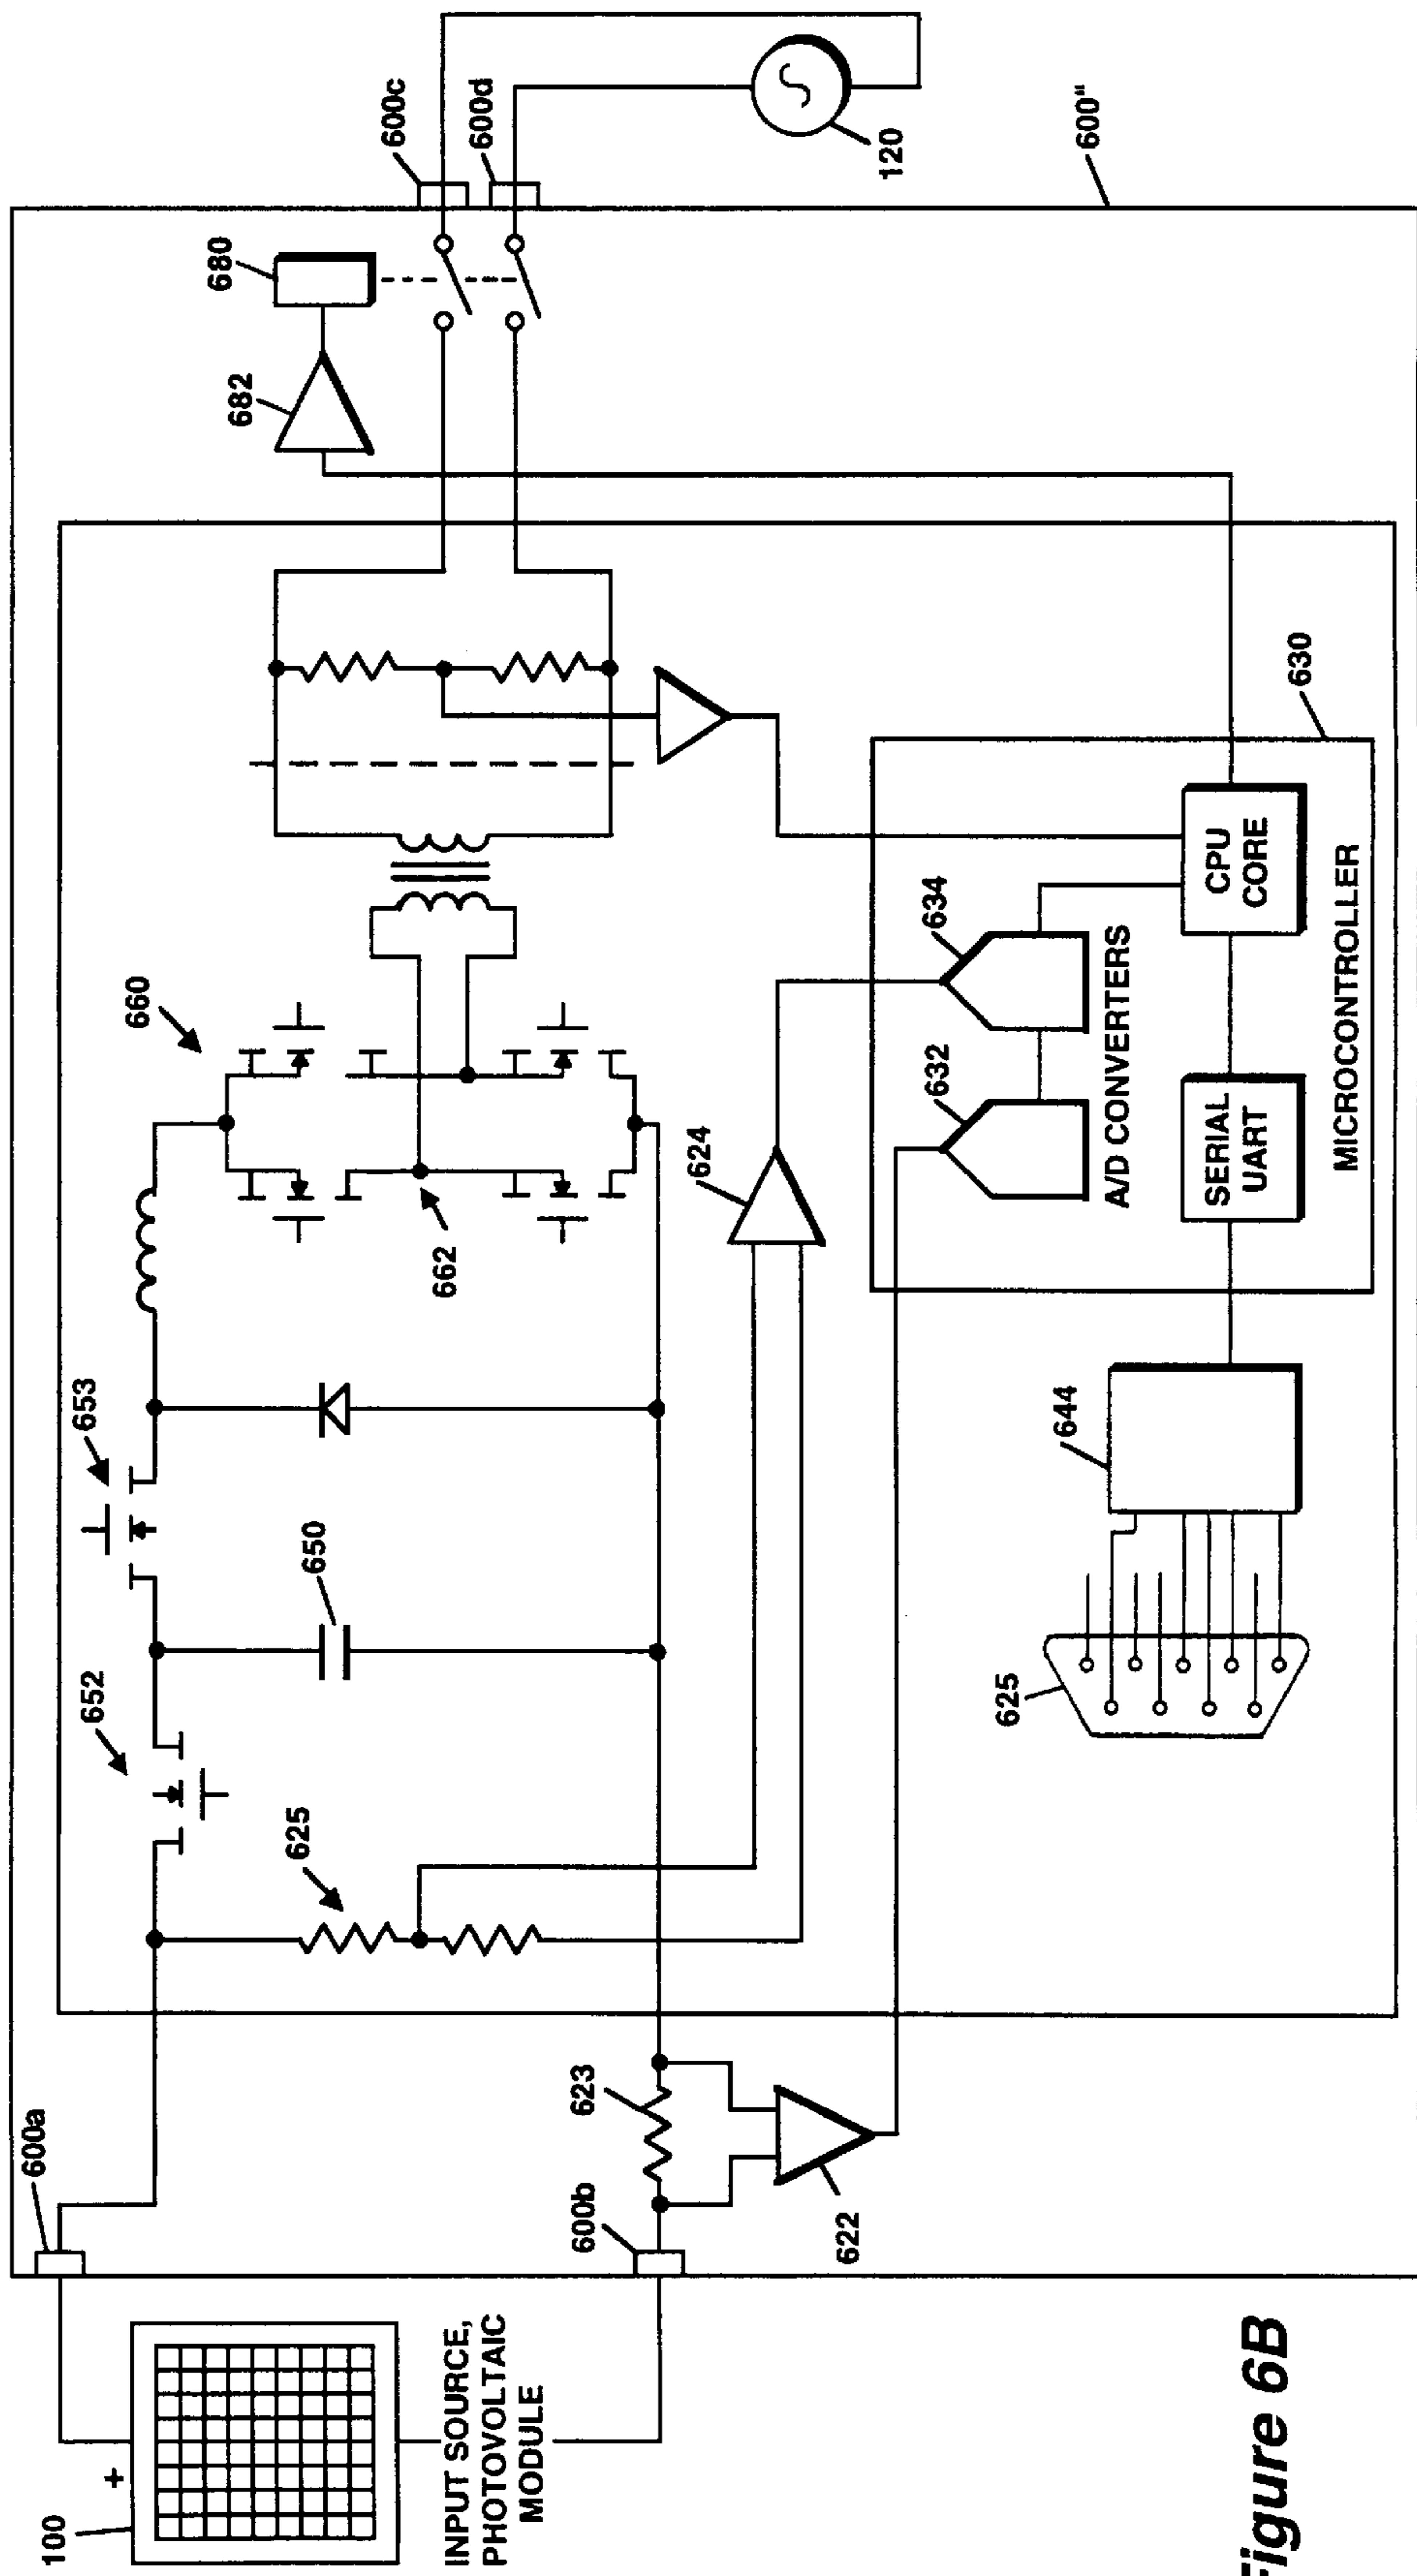 100
+
INPUT SOURCE,
PHOTOVOLTAIC
MODULE
600a
600b
623
622
625
652
650
653
662
660
624
625
644
SERIAL
UART
632
634
A/D CONVERTERS
CPU
CORE
MICROCONTROLLER
630
682
680
600c
600d
120
600"
Figure 6B